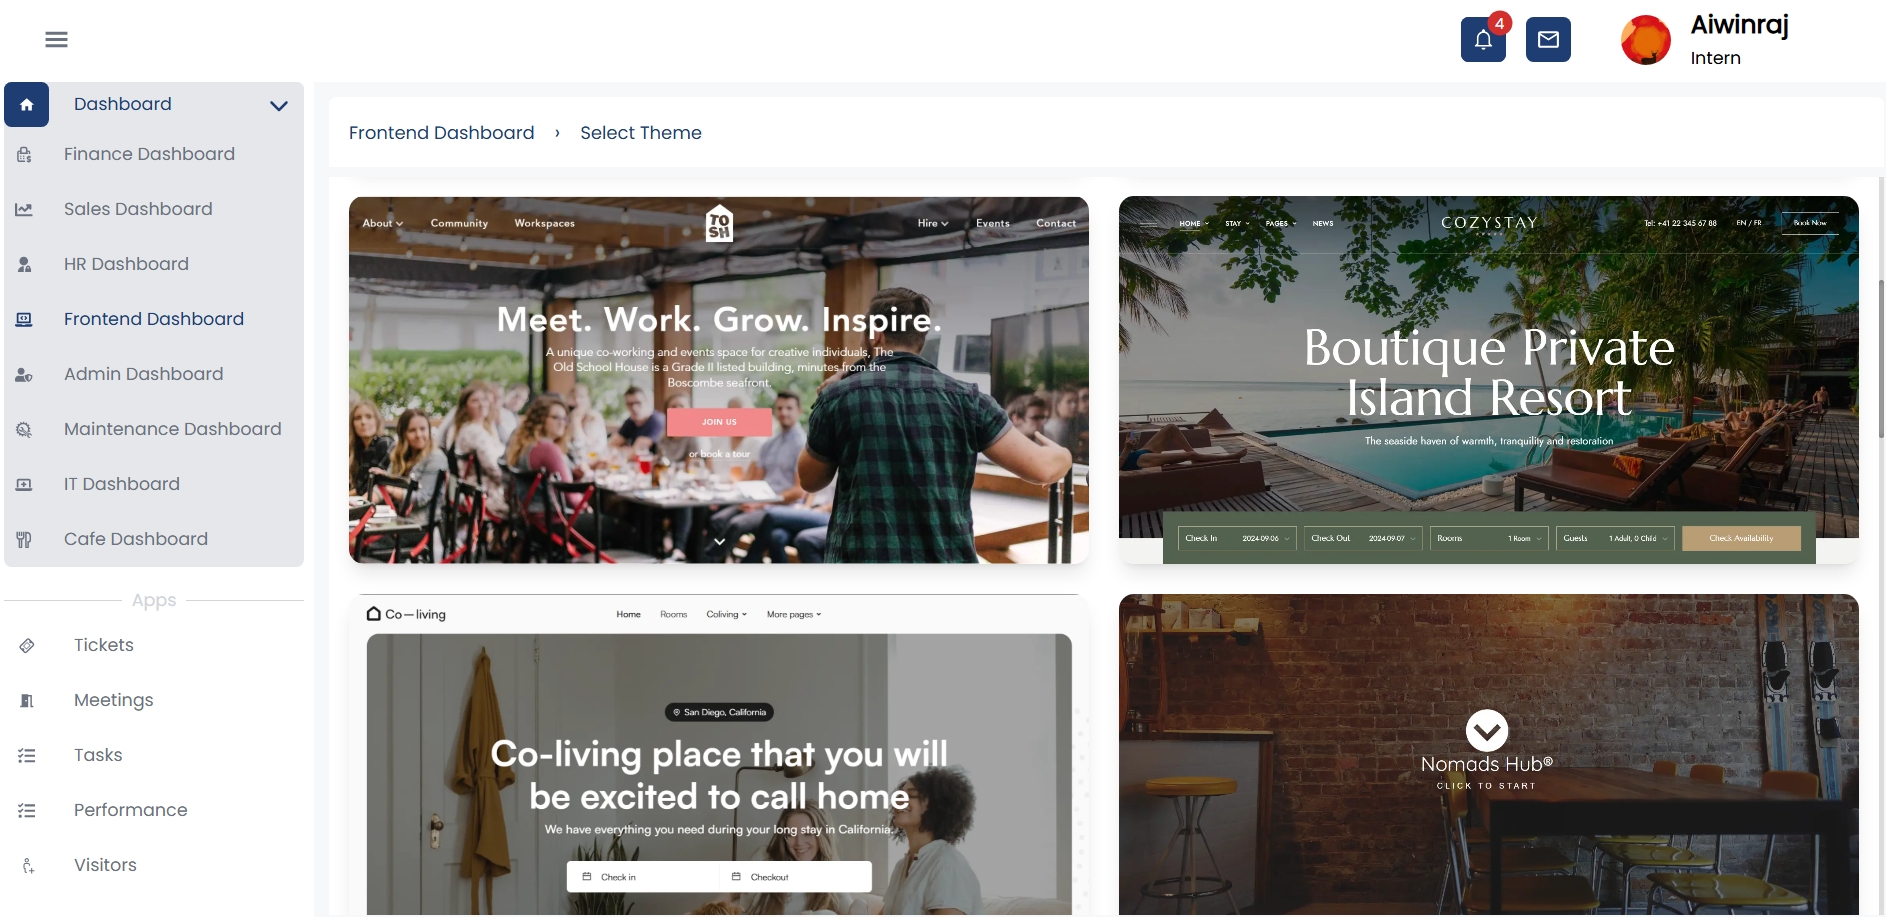 4
Aiwinraj
Intern
Dashboard
Finance Dashboard
Sales Dashboard
HR Dashboard
Frontend Dashboard
Admin Dashboard
Maintenance Dashboard
IT Dashboard
Cafe Dashboard
Apps
Tickets
Meetings
Tasks
Performance
Visitors
Frontend Dashboard › Select Theme
About Community Workspaces TO SH Hire Events Contact
Meet. Work. Grow. Inspire.
A unique co-working and events space for creative individuals, The
Old School House is a Grade II listed building, minutes from the
Boscombe seafront.
JOIN US
or book a tour
HOME STAY PAGES NEWS COZYSTAY Tel: +41 22 345 67 88 EN / FR Book Now
Boutique Private
Island Resort
The seaside haven of warmth, tranquility and restoration
Check In 2024-09-06 Check Out 2024-09-07 Rooms 1 Room Guests 1 Adult, 0 Child Check Availability
Co—living Home Rooms Coliving More pages
San Diego, California
Co-living place that you will
be excited to call home
We have everything you need during your long stay in California.
Check in Checkout
Nomads Hub®
CLICK TO START